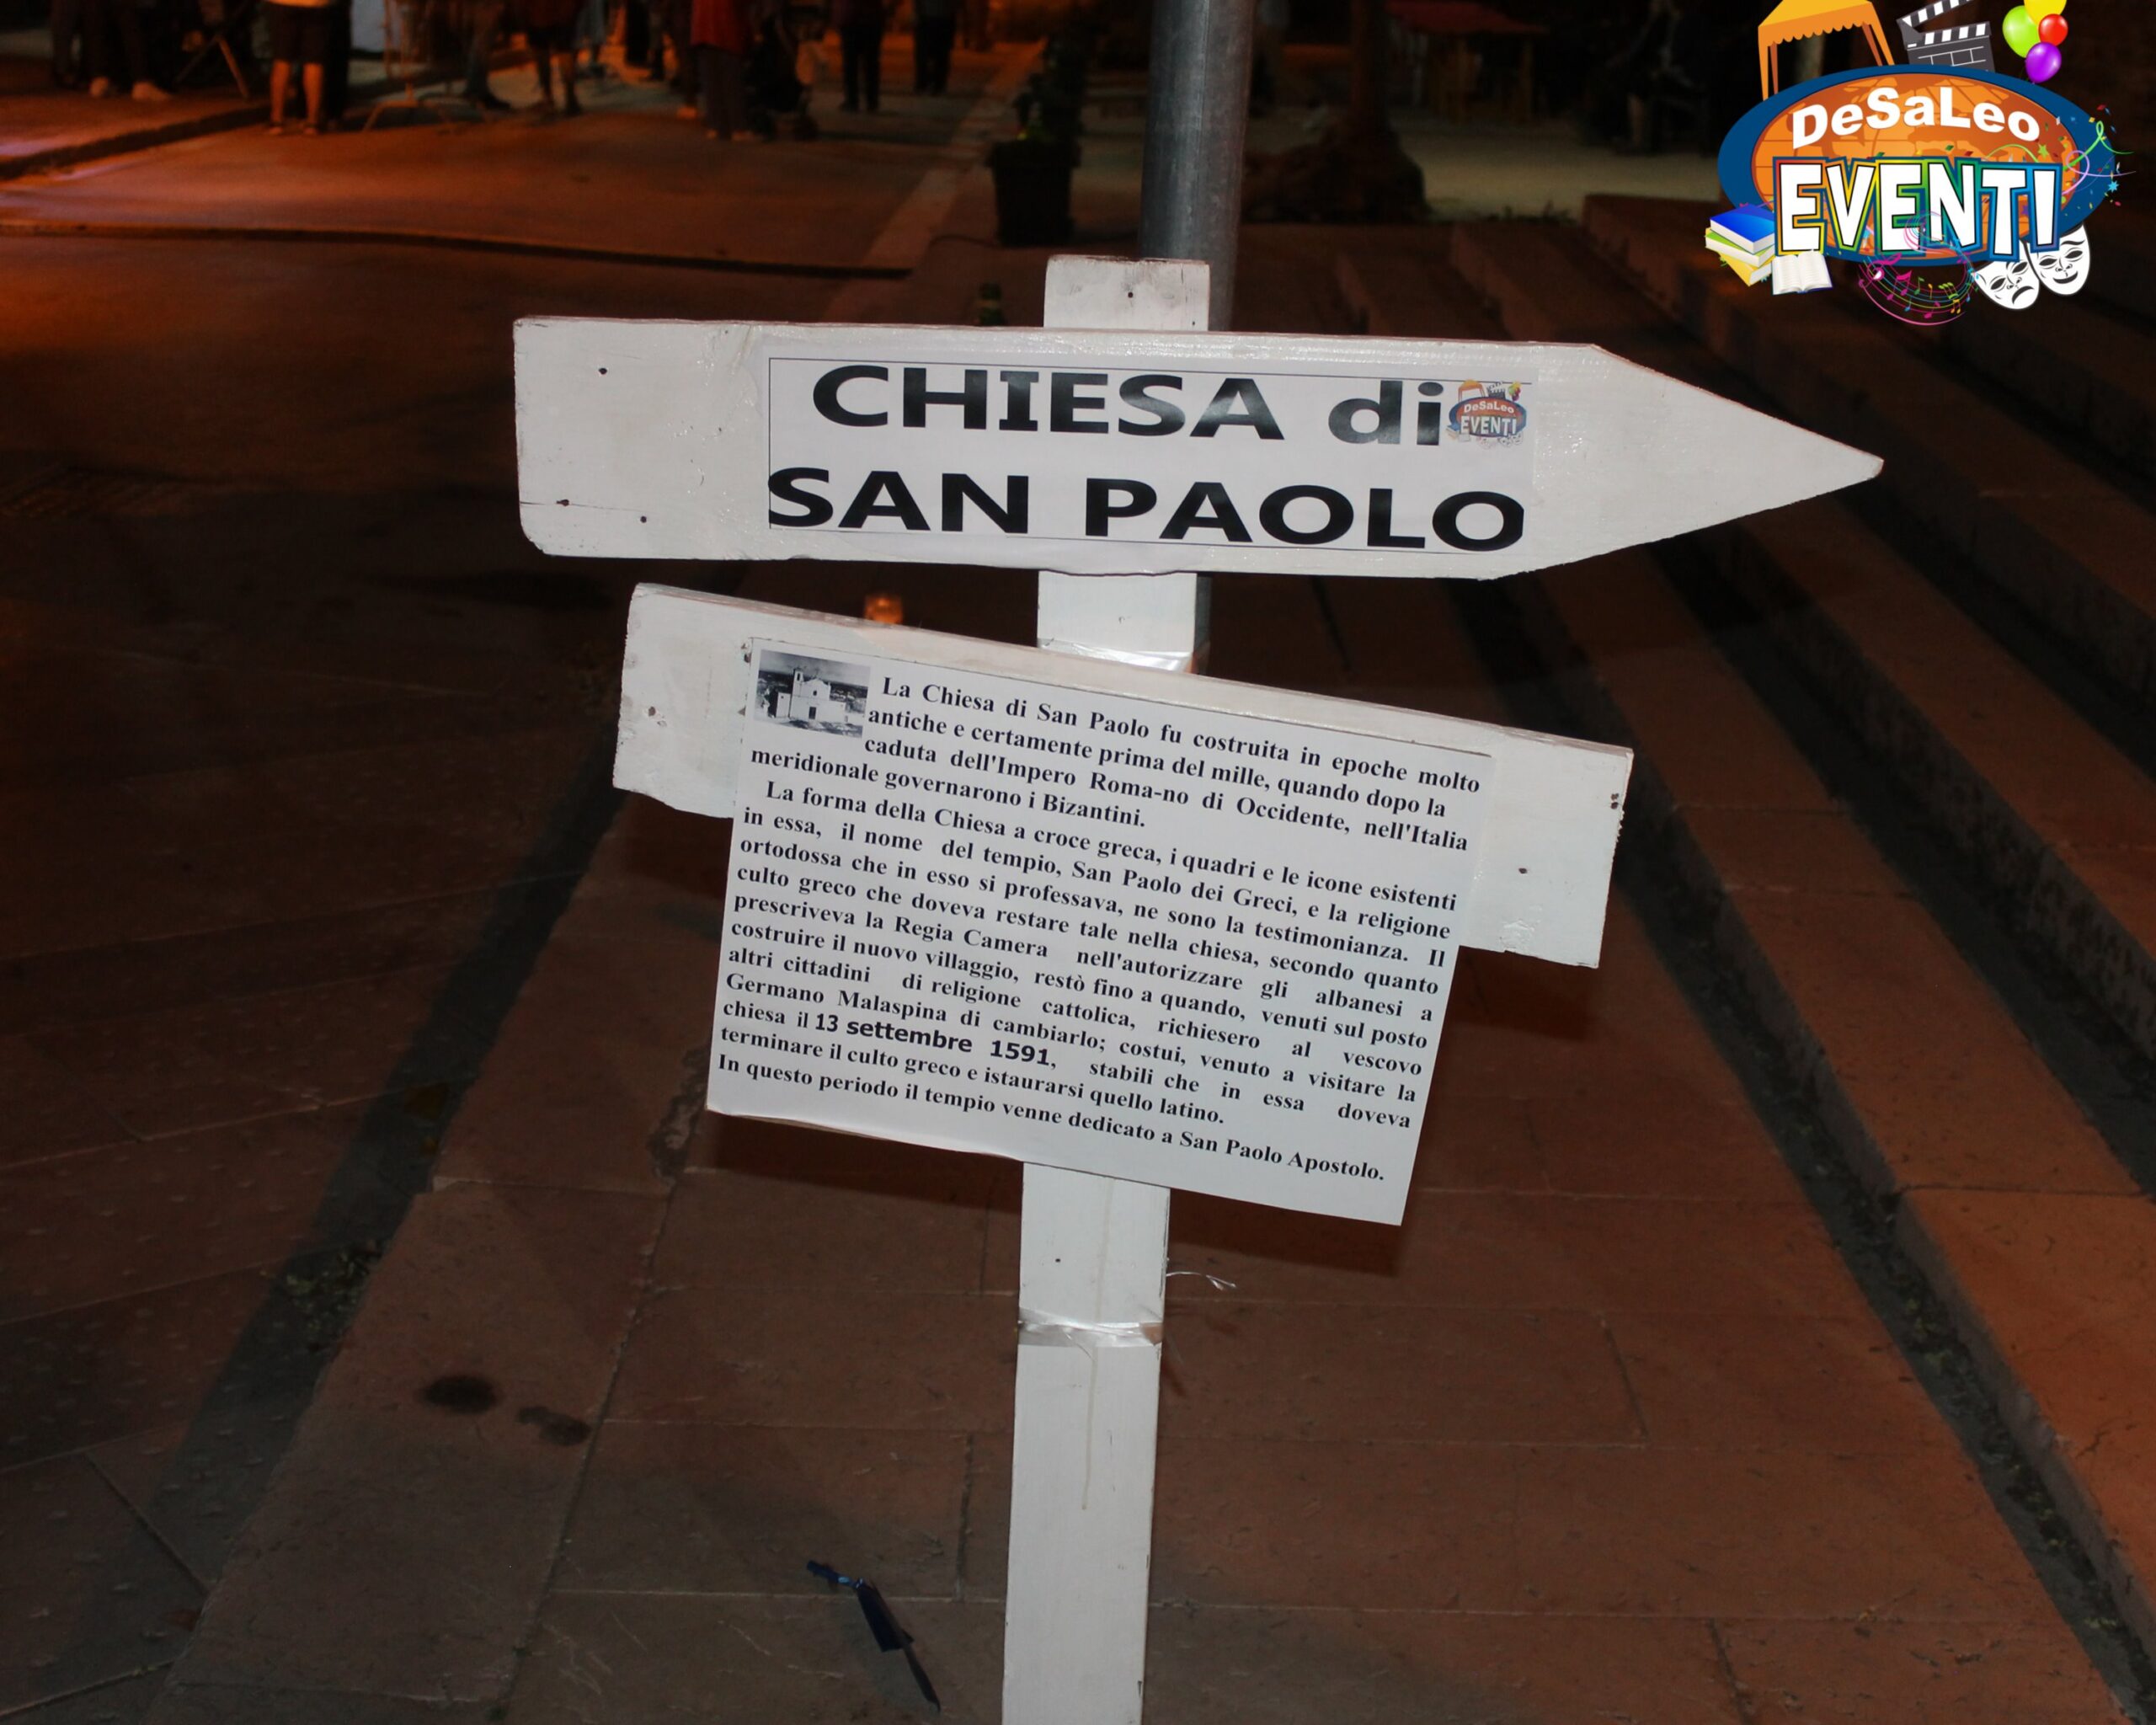 DeSaLeo
EVENTI
CHIESA di
DeSaLeo
EVENTI
SAN PAOLO
La Chiesa di San Paolo fu costruita in epoche molto
antiche e certamente prima del mille, quando dopo la
caduta dell'Impero Roma-no di Occidente, nell'Italia
meridionale governarono i Bizantini.
La forma della Chiesa a croce greca, i quadri e le icone esistenti
in essa, il nome del tempio, San Paolo dei Greci, e la religione
ortodossa che in esso si professava, ne sono la testimonianza. Il
culto greco che doveva restare tale nella chiesa, secondo quanto
prescriveva la Regia Camera nell'autorizzare gli albanesi a
costruire il nuovo villaggio, restò fino a quando, venuti sul posto
altri cittadini di religione cattolica, richiesero al vescovo
Germano Malaspina di cambiarlo; costui, venuto a visitare la
chiesa il 13 settembre 1591, stabili che in essa doveva
terminare il culto greco e istaurarsi quello latino.
In questo periodo il tempio venne dedicato a San Paolo Apostolo.